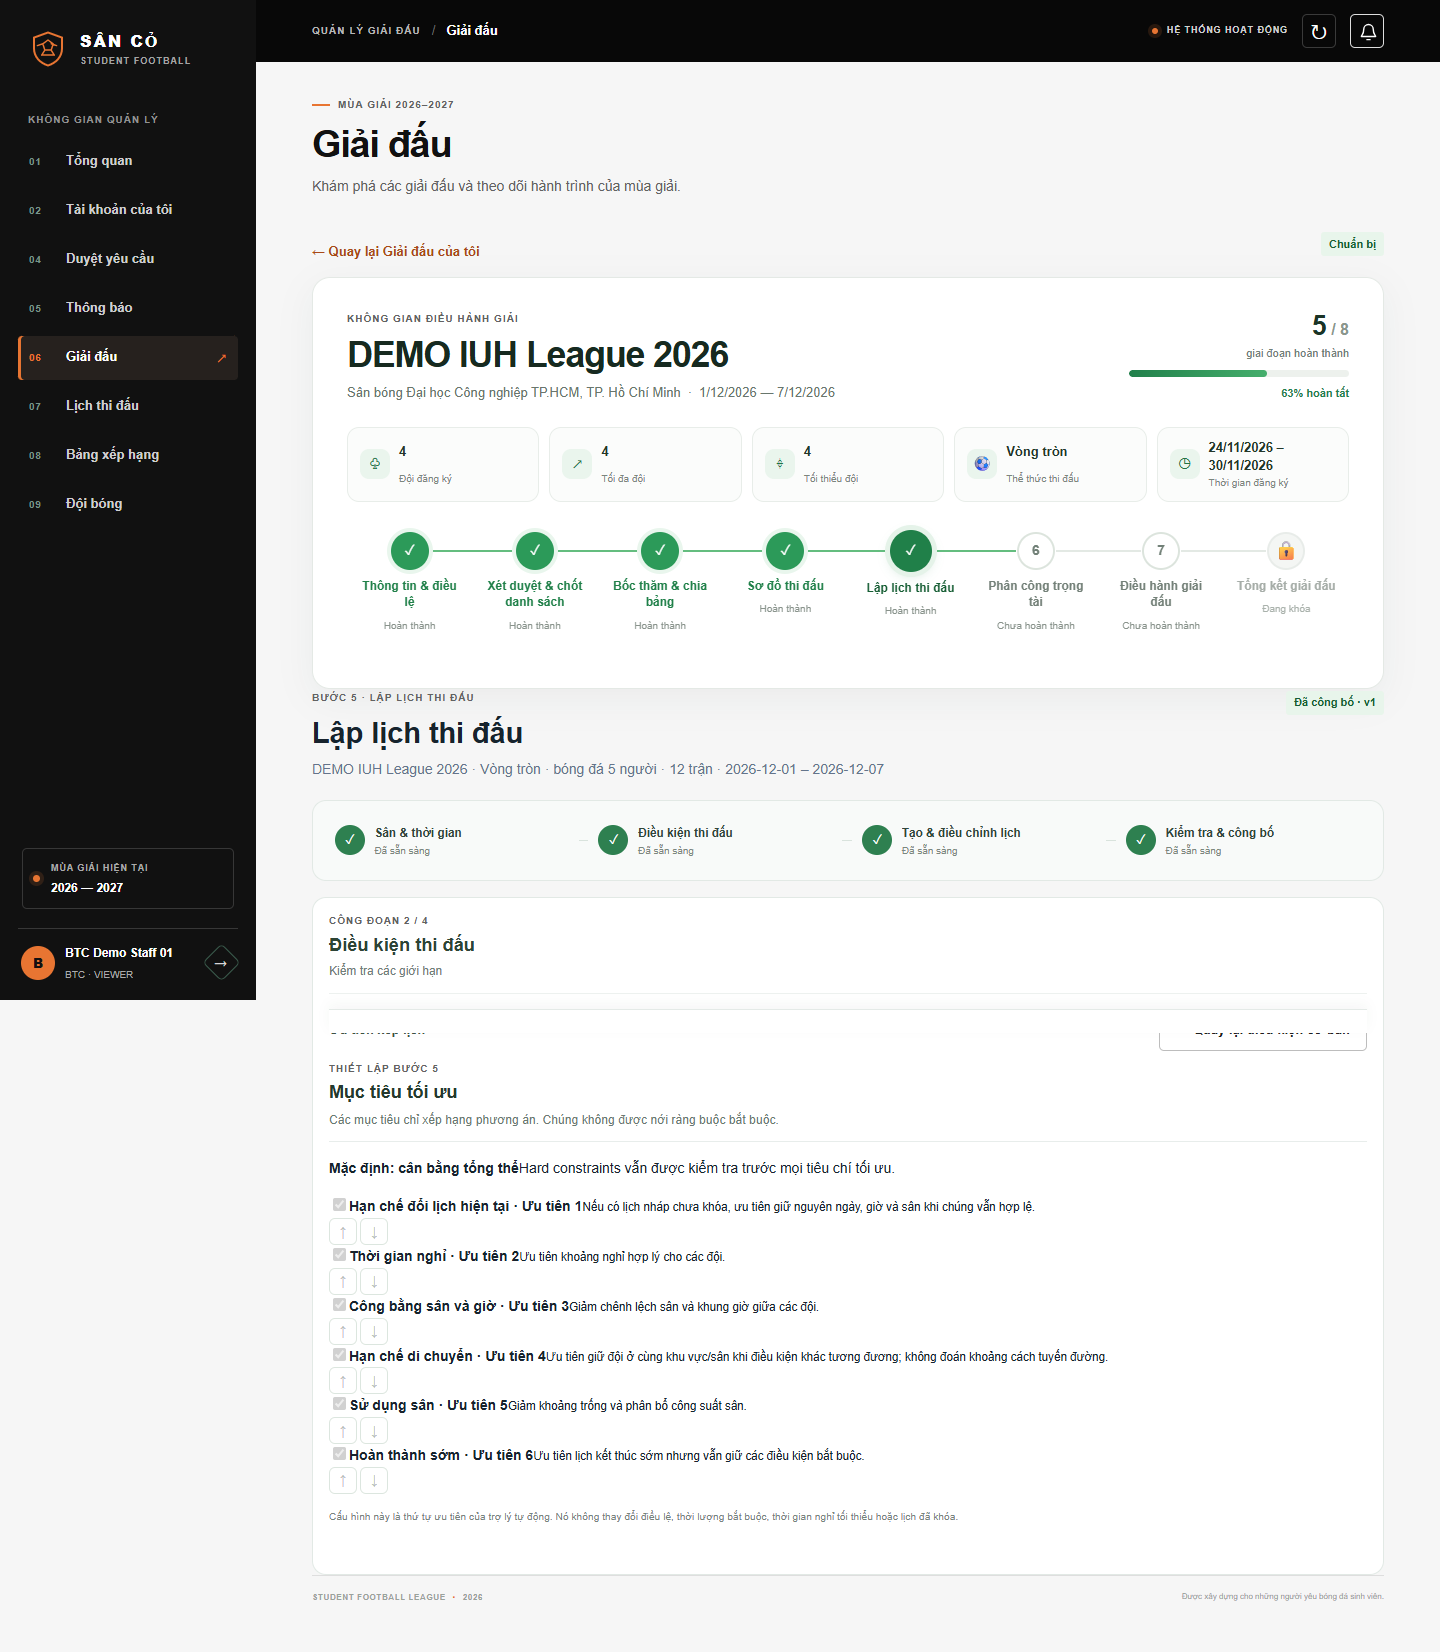 SÂN CỎ
STUDENT FOOTBALL
KHÔNG GIAN QUẢN LÝ
01 Tổng quan
02 Tài khoản của tôi
04 Duyệt yêu cầu
05 Thông báo
06 Giải đấu ↗
07 Lịch thi đấu
08 Bảng xếp hạng
09 Đội bóng
MÙA GIẢI HIỆN TẠI
2026 — 2027
B
BTC Demo Staff 01
BTC · VIEWER
→
QUẢN LÝ GIẢI ĐẤU / Giải đấu
HỆ THỐNG HOẠT ĐỘNG
↻
MÙA GIẢI 2026–2027
Giải đấu
Khám phá các giải đấu và theo dõi hành trình của mùa giải.
← Quay lại Giải đấu của tôi
Chuẩn bị
KHÔNG GIAN ĐIỀU HÀNH GIẢI
DEMO IUH League 2026
Sân bóng Đại học Công nghiệp TP.HCM, TP. Hồ Chí Minh · 1/12/2026 — 7/12/2026
5 / 8
giai đoạn hoàn thành
63% hoàn tất
4
Đội đăng ký
4
Tối đa đội
4
Tối thiểu đội
Vòng tròn
Thể thức thi đấu
24/11/2026 –
30/11/2026
Thời gian đăng ký
✓ ✓ ✓ ✓ ✓ 6 7
Thông tin & điều
lệ
Hoàn thành
Xét duyệt & chốt
danh sách
Hoàn thành
Bốc thăm & chia
bảng
Hoàn thành
Sơ đồ thi đấu
Hoàn thành
Lập lịch thi đấu
Hoàn thành
Phân công trọng
tài
Chưa hoàn thành
Điều hành giải
đấu
Chưa hoàn thành
Tổng kết giải đấu
Đang khóa
BƯỚC 5 · LẬP LỊCH THI ĐẤU
Đã công bố · v1
Lập lịch thi đấu
DEMO IUH League 2026 · Vòng tròn · bóng đá 5 người · 12 trận · 2026-12-01 – 2026-12-07
✓ Sân & thời gian
Đã sẵn sàng
✓ Điều kiện thi đấu
Đã sẵn sàng
✓ Tạo & điều chỉnh lịch
Đã sẵn sàng
✓ Kiểm tra & công bố
Đã sẵn sàng
CÔNG ĐOẠN 2 / 4
Điều kiện thi đấu
Kiểm tra các giới hạn
THIẾT LẬP BƯỚC 5
Mục tiêu tối ưu
Các mục tiêu chỉ xếp hạng phương án. Chúng không được nới ràng buộc bắt buộc.
Mặc định: cân bằng tổng thểHard constraints vẫn được kiểm tra trước mọi tiêu chí tối ưu.
Hạn chế đổi lịch hiện tại · Ưu tiên 1Nếu có lịch nháp chưa khóa, ưu tiên giữ nguyên ngày, giờ và sân khi chúng vẫn hợp lệ.
↑ ↓
Thời gian nghỉ · Ưu tiên 2Ưu tiên khoảng nghỉ hợp lý cho các đội.
↑ ↓
Công bằng sân và giờ · Ưu tiên 3Giảm chênh lệch sân và khung giờ giữa các đội.
↑ ↓
Hạn chế di chuyển · Ưu tiên 4Ưu tiên giữ đội ở cùng khu vực/sân khi điều kiện khác tương đương; không đoán khoảng cách tuyến đường.
↑ ↓
Sử dụng sân · Ưu tiên 5Giảm khoảng trống và phân bổ công suất sân.
↑ ↓
Hoàn thành sớm · Ưu tiên 6Ưu tiên lịch kết thúc sớm nhưng vẫn giữ các điều kiện bắt buộc.
↑ ↓
Cấu hình này là thứ tự ưu tiên của trợ lý tự động. Nó không thay đổi điều lệ, thời lượng bắt buộc, thời gian nghỉ tối thiểu hoặc lịch đã khóa.
STUDENT FOOTBALL LEAGUE • 2026
Được xây dựng cho những người yêu bóng đá sinh viên.